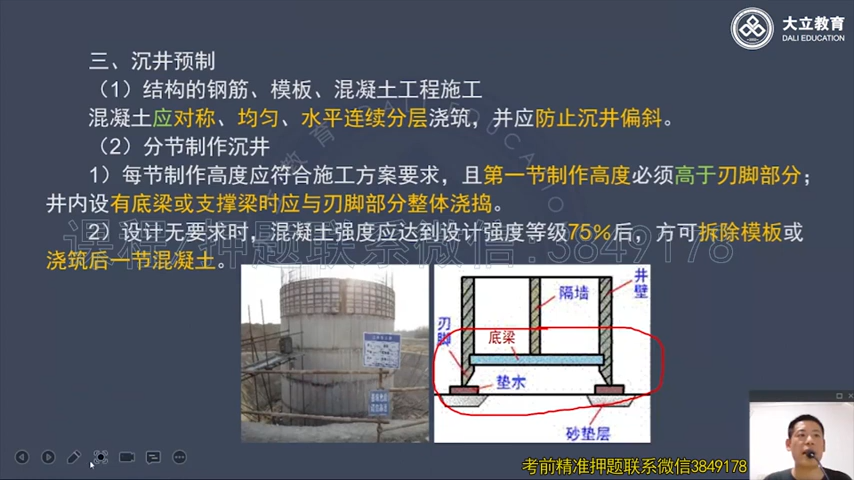 大立教育
DALI EDUCATION
三、沉井预制
（1）结构的钢筋、模板、混凝土工程施工
混凝土应对称、均匀、水平连续分层浇筑，并应防止沉井偏斜。
（2）分节制作沉井
1）每节制作高度应符合施工方案要求，且第一节制作高度必须高于刃脚部分；
井内设有底梁或支撑梁时应与刃脚部分整体浇捣。
2）设计无要求时，混凝土强度应达到设计强度等级75%后，方可拆除模板或
浇筑后一节混凝土。
课程/押题联系微信:3849178
井壁
隔墙
刃脚
底梁
垫木
砂垫层
考前精准押题联系微信3849178